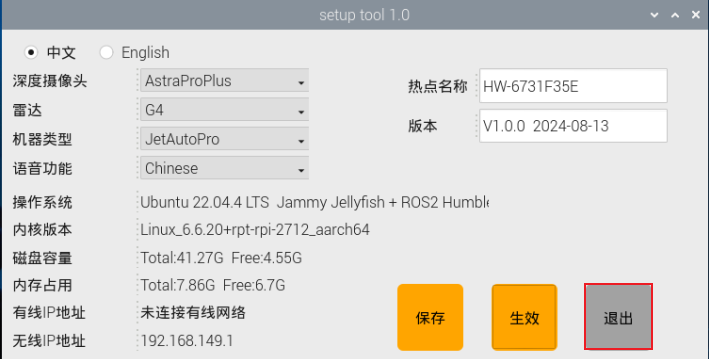 setup tool 1.0
中文 English
深度摄像头 AstraProPlus
热点名称 HW-6731F35E
雷达 G4
版本 V1.0.0 2024-08-13
机器类型 JetAutoPro
语音功能 Chinese
操作系统 Ubuntu 22.04.4 LTS Jammy Jellyfish + ROS2 Humble
内核版本 Linux_6.6.20+rpt-rpi-2712_aarch64
磁盘容量 Total:41.27G Free:4.55G
内存占用 Total:7.86G Free:6.7G
有线IP地址 未连接有线网络
无线IP地址 192.168.149.1
保存 生效 退出